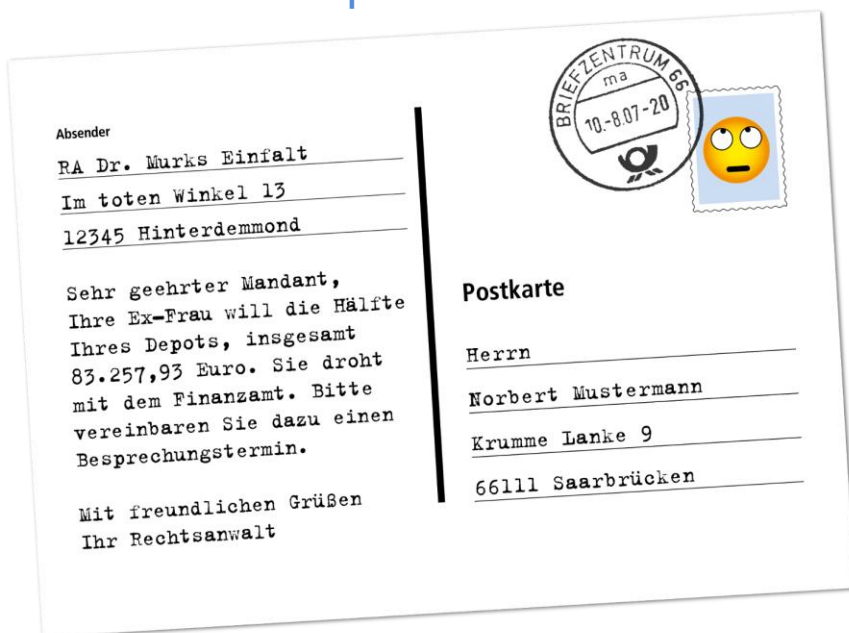 Absender
RA Dr. Murks Einfalt
Im toten Winkel 13
12345 Hinterdemmond
Sehr geehrter Mandant,
Ihre Ex-Frau will die Hälfte
Ihres Depots, insgesamt
83.257,93 Euro. Sie droht
mit dem Finanzamt. Bitte
vereinbaren Sie dazu einen
Besprechungstermin.
Mit freundlichen Grüßen
Ihr Rechtsanwalt
BRIEFZENTRUM 66
ma
10.-8.07-20
Postkarte
Herrn
Norbert Mustermann
Krumme Lanke 9
66111 Saarbrücken